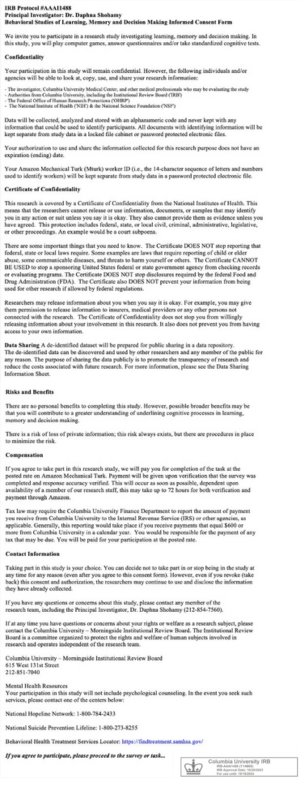 IRB Protocol #AAAI1488
Principal Investigator: Dr. Daphna Shohamy
Behavioral Studies of Learning, Memory and Decision Making Informed Consent Form
We invite you to participate in a research study investigating learning, memory and decision making. In
this study, you will play computer games, answer questionnaires and/or take standardized cognitive tests.
Confidentiality
Your participation in this study will remain confidential. However, the following individuals and/or
agencies will be able to look at, copy, use, and share your research information:
- The investigator, Columbia University Medical Center, and other medical professionals who may be evaluating the study
- Authorities from Columbia University, including the Institutional Review Board ('IRB')
- The Federal Office of Human Research Protections ('OHRP')
- The National Institute of Health ('NIH') & the National Science Foundation ('NSF')
Data will be collected, analyzed and stored with an alphanumeric code and never kept with any
information that could be used to identify participants. All documents with identifying information will be
kept separate from study data in a locked file cabinet or password protected electronic files.
Your authorization to use and share the information collected for this research purpose does not have an
expiration (ending) date.
Your Amazon Mechanical Turk (Mturk) worker ID (i.e., the 14-character sequence of letters and numbers
used to identify workers) will be kept separate from study data in a password protected electronic file.
Certificate of Confidentiality
This research is covered by a Certificate of Confidentiality from the National Institutes of Health. This
means that the researchers cannot release or use information, documents, or samples that may identify
you in any action or suit unless you say it is okay. They also cannot provide them as evidence unless you
have agreed. This protection includes federal, state, or local civil, criminal, administrative, legislative,
or other proceedings. An example would be a court subpoena.
There are some important things that you need to know. The Certificate DOES NOT stop reporting that
federal, state or local laws require. Some examples are laws that require reporting of child or elder
abuse, some communicable diseases, and threats to harm yourself or others. The Certificate CANNOT
BE USED to stop a sponsoring United States federal or state government agency from checking records
or evaluating programs. The Certificate DOES NOT stop disclosures required by the federal Food and
Drug Administration (FDA). The Certificate also DOES NOT prevent your information from being
used for other research if allowed by federal regulations.
Researchers may release information about you when you say it is okay. For example, you may give
them permission to release information to insurers, medical providers or any other persons not
connected with the research. The Certificate of Confidentiality does not stop you from willingly
releasing information about your involvement in this research. It also does not prevent you from having
access to your own information.
Data Sharing A de-identified dataset will be prepared for public sharing in a data repository.
The de-identified data can be discovered and used by other researchers and any member of the public for
any reason. The purpose of sharing the data publicly is to promote the transparency of research and
reduce the costs associated with future research. For more information, please see the Data Sharing
Information Sheet.
Risks and Benefits
There are no personal benefits to completing this study. However, possible broader benefits may be
that you will contribute to a greater understanding of underlining cognitive processes in learning,
memory and decision making.
There is a risk of loss of private information; this risk always exists, but there are procedures in place
to minimize the risk.
Compensation
If you agree to take part in this research study, we will pay you for completion of the task at the
posted rate on Amazon Mechanical Turk. Payment will be given upon verification that the survey was
completed and response accuracy verified. This will occur as soon as possible, dependent upon
availability of a member of our research staff, this may take up to 72 hours for both verification and
payment through Amazon.
Tax law may require the Columbia University Finance Department to report the amount of payment
you receive from Columbia University to the Internal Revenue Service (IRS) or other agencies, as
applicable. Generally, this reporting would take place if you receive payments that equal $600 or
more from Columbia University in a calendar year. You would be responsible for the payment of any
tax that may be due. You will be paid for your participation at the posted rate.
Contact Information
Taking part in this study is your choice. You can decide not to take part in or stop being in the study at
any time for any reason (even after you agree to this consent form). However, even if you revoke (take
back) this consent and authorization, the researchers may continue to use and disclose the information
they have already collected.
If you have any questions or concerns about this study, please contact any member of the
research team, including the Principal Investigator, Dr. Daphna Shohamy (212-854-7560).
If at any time you have questions or concerns about your rights or welfare as a research subject, please
contact the Columbia University – Morningside Institutional Review Board. The Institutional Review
Board is a committee organized to protect the rights and welfare of human subjects involved in
research and operates independent of the research team.
Columbia University – Morningside Institutional Review Board
615 West 131st Street
212-851-7040
Mental Health Resources
Your participation in this study will not include psychological counseling. In the event you seek such
services, please contact one of the centers below:
National Hopeline Network: 1-800-784-2433
National Suicide Prevention Lifeline: 1-800-273-8255
Behavioral Health Treatment Services Locator: https://findtreatment.samhsa.gov/
If you agree to participate, please proceed to the survey or task...
Columbia University IRB